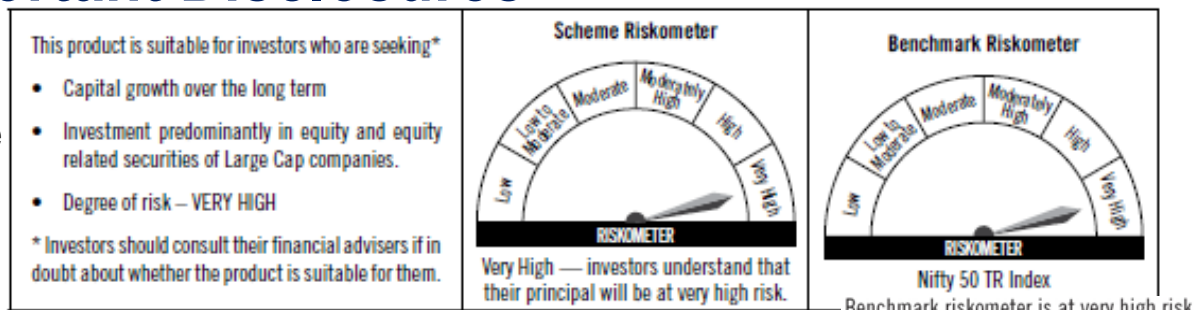 This product is suitable for investors who are seeking*
• Capital growth over the long term
• Investment predominantly in equity and equity
related securities of Large Cap companies.
• Degree of risk – VERY HIGH
* Investors should consult their financial advisers if in
doubt about whether the product is suitable for them.
Scheme Riskometer
Low
Low to
Moderate
Moderate
Moderately
High
High
Very High
RISKOMETER
Very High — investors understand that
their principal will be at very high risk.
Benchmark Riskometer
Low
Low to
Moderate
Moderate
Moderately
High
High
Very High
RISKOMETER
Nifty 50 TR Index
Benchmark riskometer is at very high risk